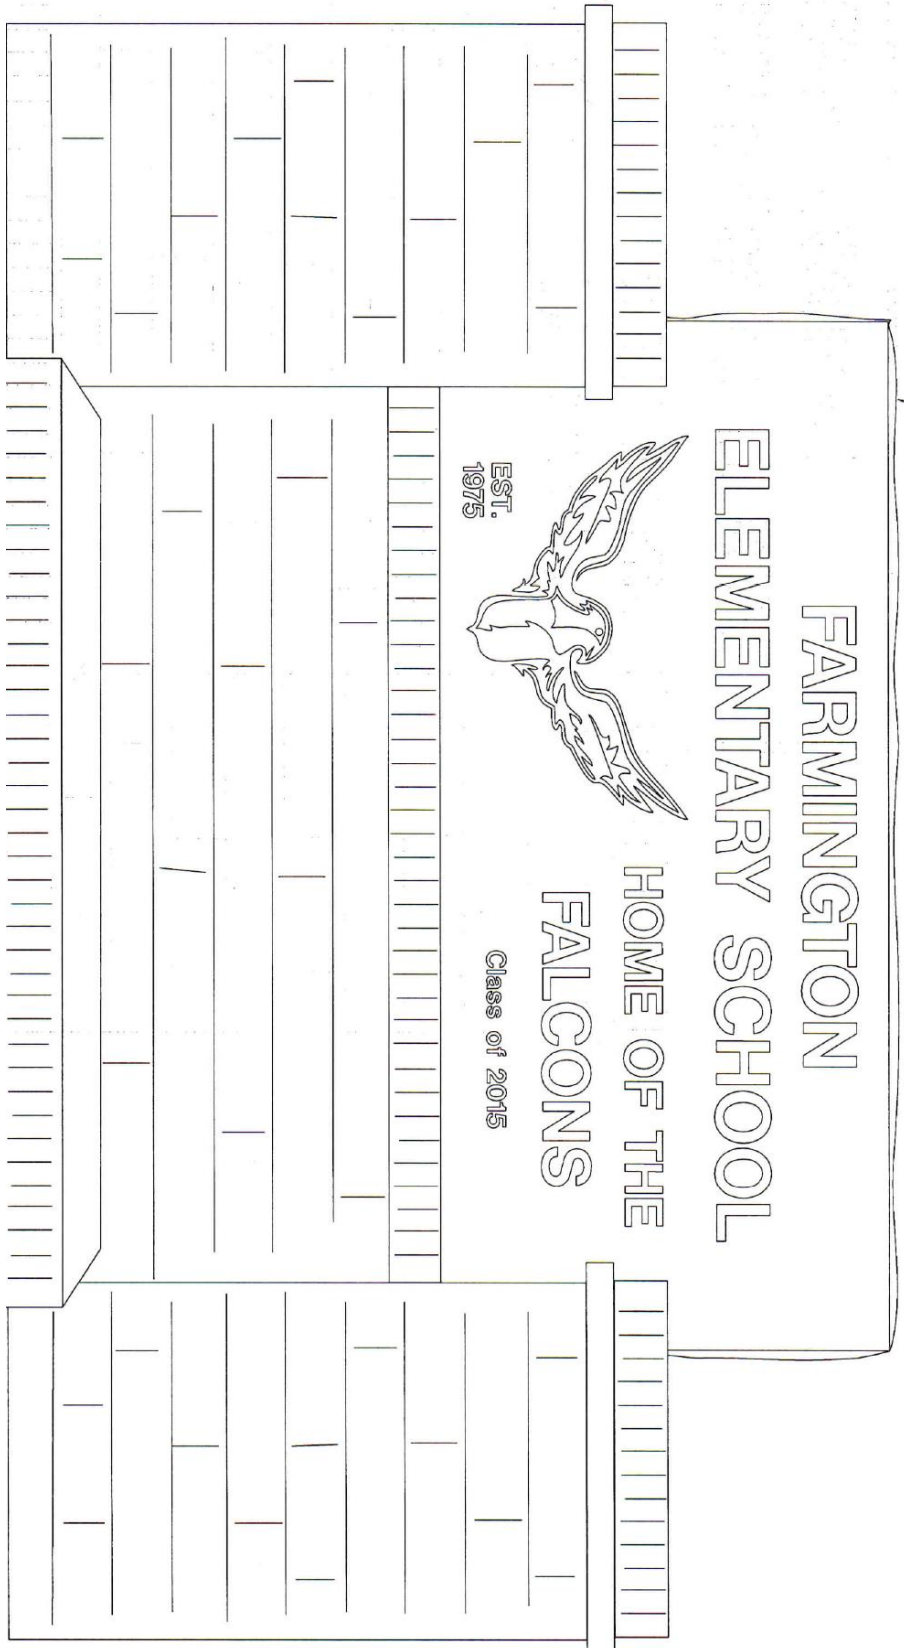 FARMINGTON
ELEMENTARY SCHOOL
HOME OF THE
FALCONS
EST.
1975
Class of 2015